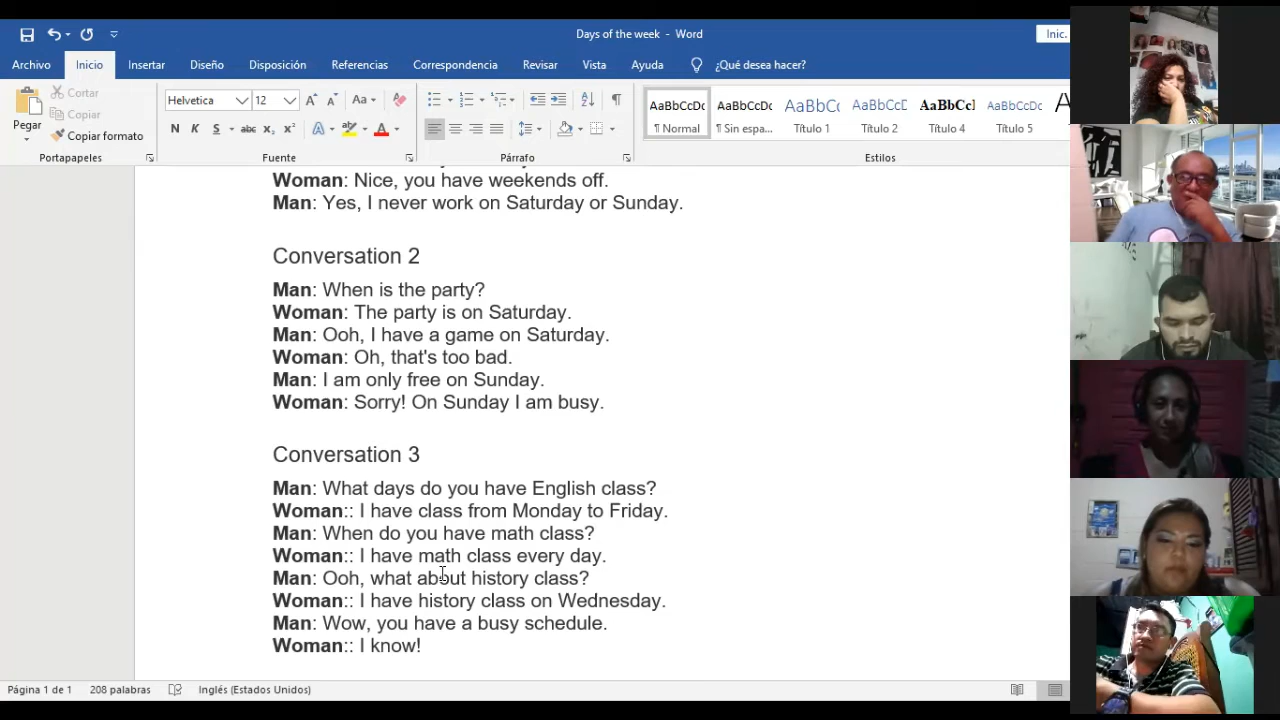 Days of the week - Word
Inic.
Archivo Inicio Insertar Diseño Disposición Referencias Correspondencia Revisar Vista Ayuda ¿Qué desea hacer?
Pegar
Cortar
Copiar
Copiar formato
Portapapeles
Helvetica 12
N K S abc x₂ x²
Fuente
Párrafo
AaBbCcDc AaBbCcDc AaBbC AaBbCcD AaBbCcI AaBbCcDc
¶ Normal ¶ Sin espa... Título 1 Título 2 Título 4 Título 5
Estilos
Woman: Nice, you have weekends off.
Man: Yes, I never work on Saturday or Sunday.
Conversation 2
Man: When is the party?
Woman: The party is on Saturday.
Man: Ooh, I have a game on Saturday.
Woman: Oh, that's too bad.
Man: I am only free on Sunday.
Woman: Sorry! On Sunday I am busy.
Conversation 3
Man: What days do you have English class?
Woman:: I have class from Monday to Friday.
Man: When do you have math class?
Woman:: I have math class every day.
Man: Ooh, what about history class?
Woman:: I have history class on Wednesday.
Man: Wow, you have a busy schedule.
Woman:: I know!
Página 1 de 1 208 palabras Inglés (Estados Unidos)